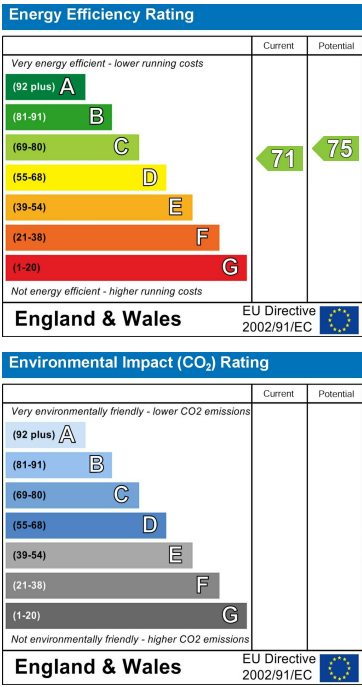 Energy Efficiency Rating
Current Potential
Very energy efficient - lower running costs
(92 plus) A
(81-91) B
(69-80) C
(55-68) D
(39-54) E
(21-38) F
(1-20) G
71
75
Not energy efficient - higher running costs
England & Wales
EU Directive
2002/91/EC
Environmental Impact (CO₂) Rating
Current Potential
Very environmentally friendly - lower CO2 emissions
(92 plus) A
(81-91) B
(69-80) C
(55-68) D
(39-54) E
(21-38) F
(1-20) G
Not environmentally friendly - higher CO2 emissions
England & Wales
EU Directive
2002/91/EC